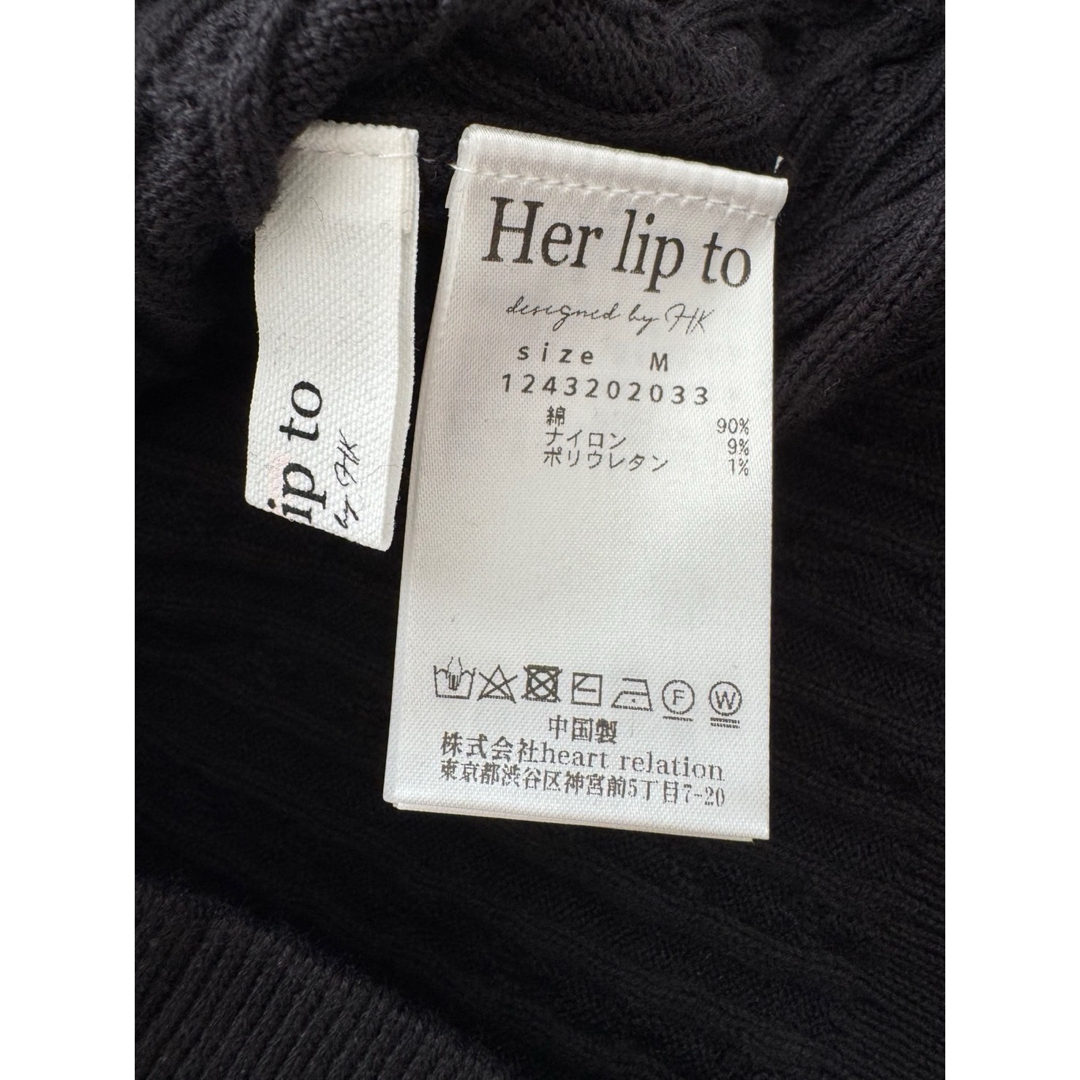 ip to
by HK
Her lip to
designed by HK
size M
1243202033
綿 90%
ナイロン 9%
ポリウレタン 1%
F W
中国製
株式会社heart relation
東京都渋谷区神宮前5丁目7-20